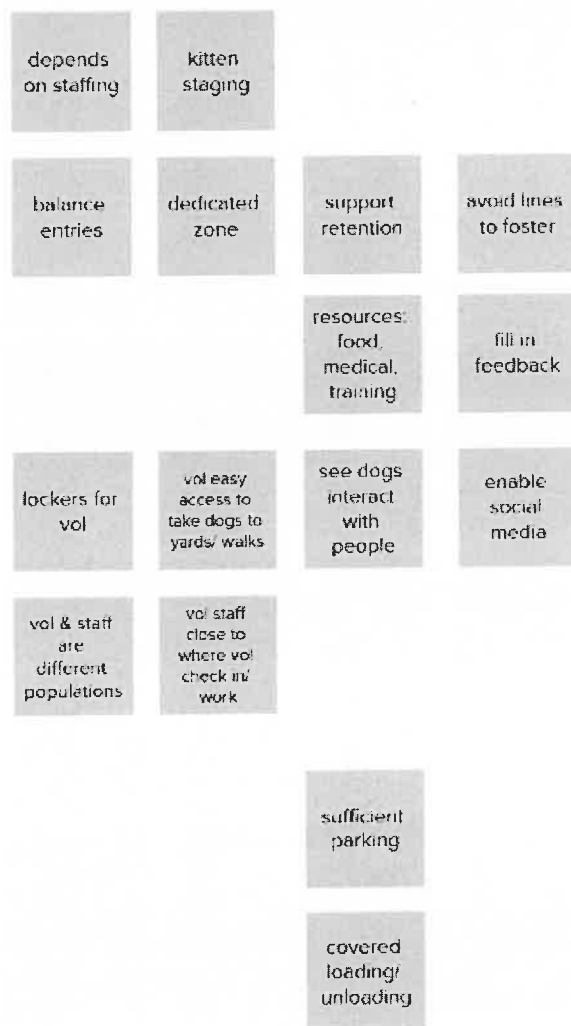 depends
on staffing
kitten
staging
balance
entries
dedicated
zone
support
retention
avoid lines
to foster
resources:
food,
medical,
training
fill in
feedback
lockers for
vol
vol easy
access to
take dogs to
yards/ walks
see dogs
interact
with
people
enable
social
media
vol & staff
are
different
populations
vol staff
close to
where vol
check in/
work
sufficient
parking
covered
loading/
unloading